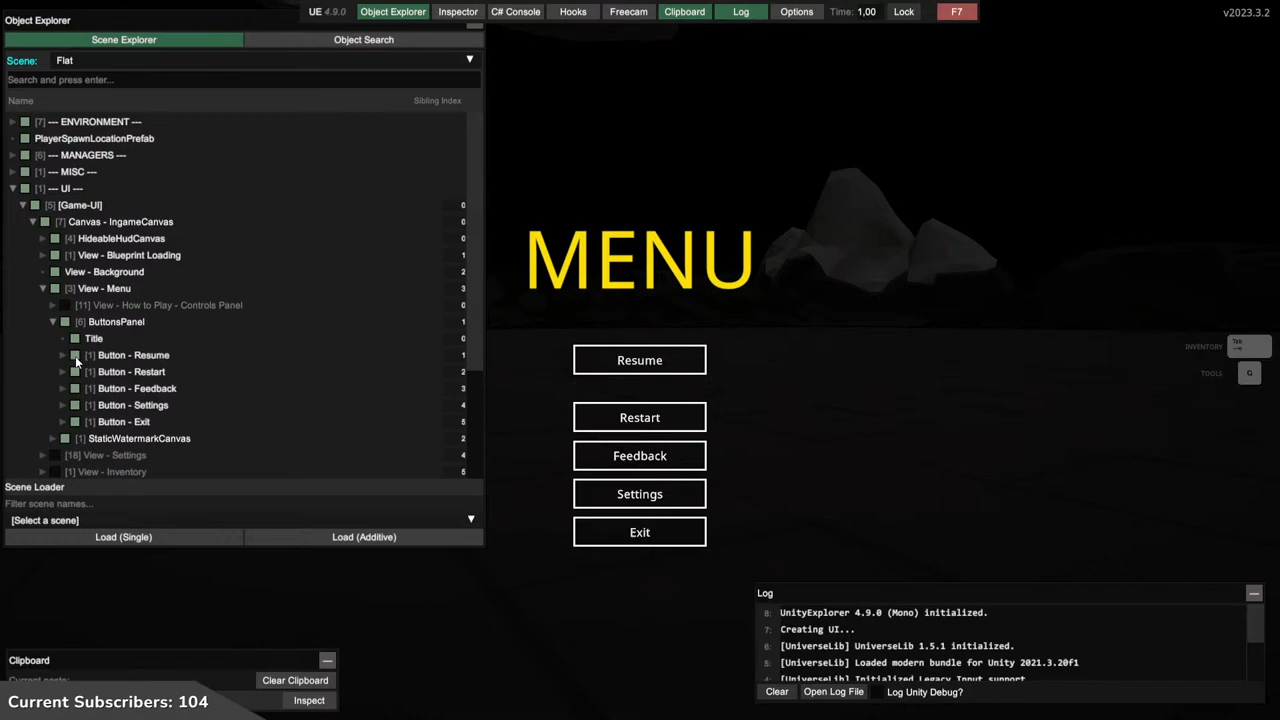 UE 4.9.0 Object Explorer Inspector C# Console Hooks Freecam Clipboard Log Options Time: 1,00 Lock F7
v2023.3.2
Object Explorer
Scene Explorer Object Search
Scene: Flat ▼
Search and press enter...
Name Sibling Index
[7] --- ENVIRONMENT ---
PlayerSpawnLocationPrefab
[6] --- MANAGERS ---
[1] --- MISC ---
[1] --- UI ---
[5] [Game-UI] 0
[7] Canvas - IngameCanvas 0
[4] HideableHudCanvas 0
[1] View - Blueprint Loading 1
View - Background 2
[3] View - Menu 3
[11] View - How to Play - Controls Panel 0
[6] ButtonsPanel 1
Title 0
[1] Button - Resume 1
[1] Button - Restart 2
[1] Button - Feedback 3
[1] Button - Settings 4
[1] Button - Exit 5
[1] StaticWatermarkCanvas 2
[18] View - Settings 4
[1] View - Inventory 5
Scene Loader
Filter scene names...
[Select a scene] ▼
Load (Single) Load (Additive)
MENU
Resume
Restart
Feedback
Settings
Exit
INVENTORY Tab
TOOLS Q
Log
8: UnityExplorer 4.9.0 (Mono) initialized.
7: Creating UI...
6: [UniverseLib] UniverseLib 1.5.1 initialized.
5: [UniverseLib] Loaded modern bundle for Unity 2021.3.20f1
4: [UniverseLib] Initialized Legacy Input support
Clear Open Log File Log Unity Debug?
Clipboard
Current paste:
Clear Clipboard
Inspect
Current Subscribers: 104